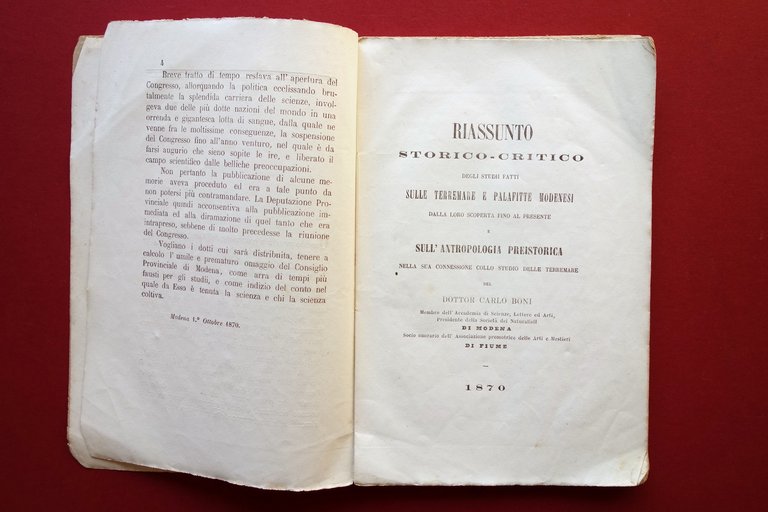 4
Breve tratto di tempo restava all'apertura del
Congresso, allorquando la politica ecclissando bru-
talmente la splendida carriera delle scienze, invol-
geva due delle più dotte nazioni del mondo in una
orrenda e gigantesca lotta di sangue, dalla quale ne
venne fra le moltissime conseguenze, la sospensione
del Congresso fino all'anno venturo, nel quale è da
farsi augurio che sieno sopite le ire, e liberato il
campo scientifico dalle belliche preoccupazioni.
Non pertanto la pubblicazione di alcune me-
morie aveva proceduto ed era a tale punto da
non potersi più contramandare. La Deputazione Pro-
vinciale quindi acconsentiva alla pubblicazione imme-
diata ed alla diramazione di quel tanto che era
intrapreso, sebbene di molto precedesse la riunione
del Congresso.
Vogliano i dotti cui sarà distribuita, tenere a
calcolo l'umile e prematuro omaggio del Consiglio
Provinciale di Modena, come arra di tempi più
fausti per gli studii, e come indizio del conto nel
quale da Esso è tenuta la scienza e chi la scienza
coltiva.
Modena 1.º Ottobre 1870.
RIASSUNTO
STORICO-CRITICO
DEGLI STUDI FATTI
SULLE TERREMARE E PALAFITTE MODENESI
DALLA LORO SCOPERTA FINO AL PRESENTE
E
SULL'ANTROPOLOGIA PREISTORICA
NELLA SUA CONNESSIONE COLLO STUDIO DELLE TERREMARE
DEL
DOTTOR CARLO BONI
Membro dell'Accademia di Scienze, Lettere ed Arti,
Presidente della Società dei Naturalisti
DI MODENA
Socio onorario dell'Associazione promotrice delle Arti e Mestieri
DI FIUME
1870